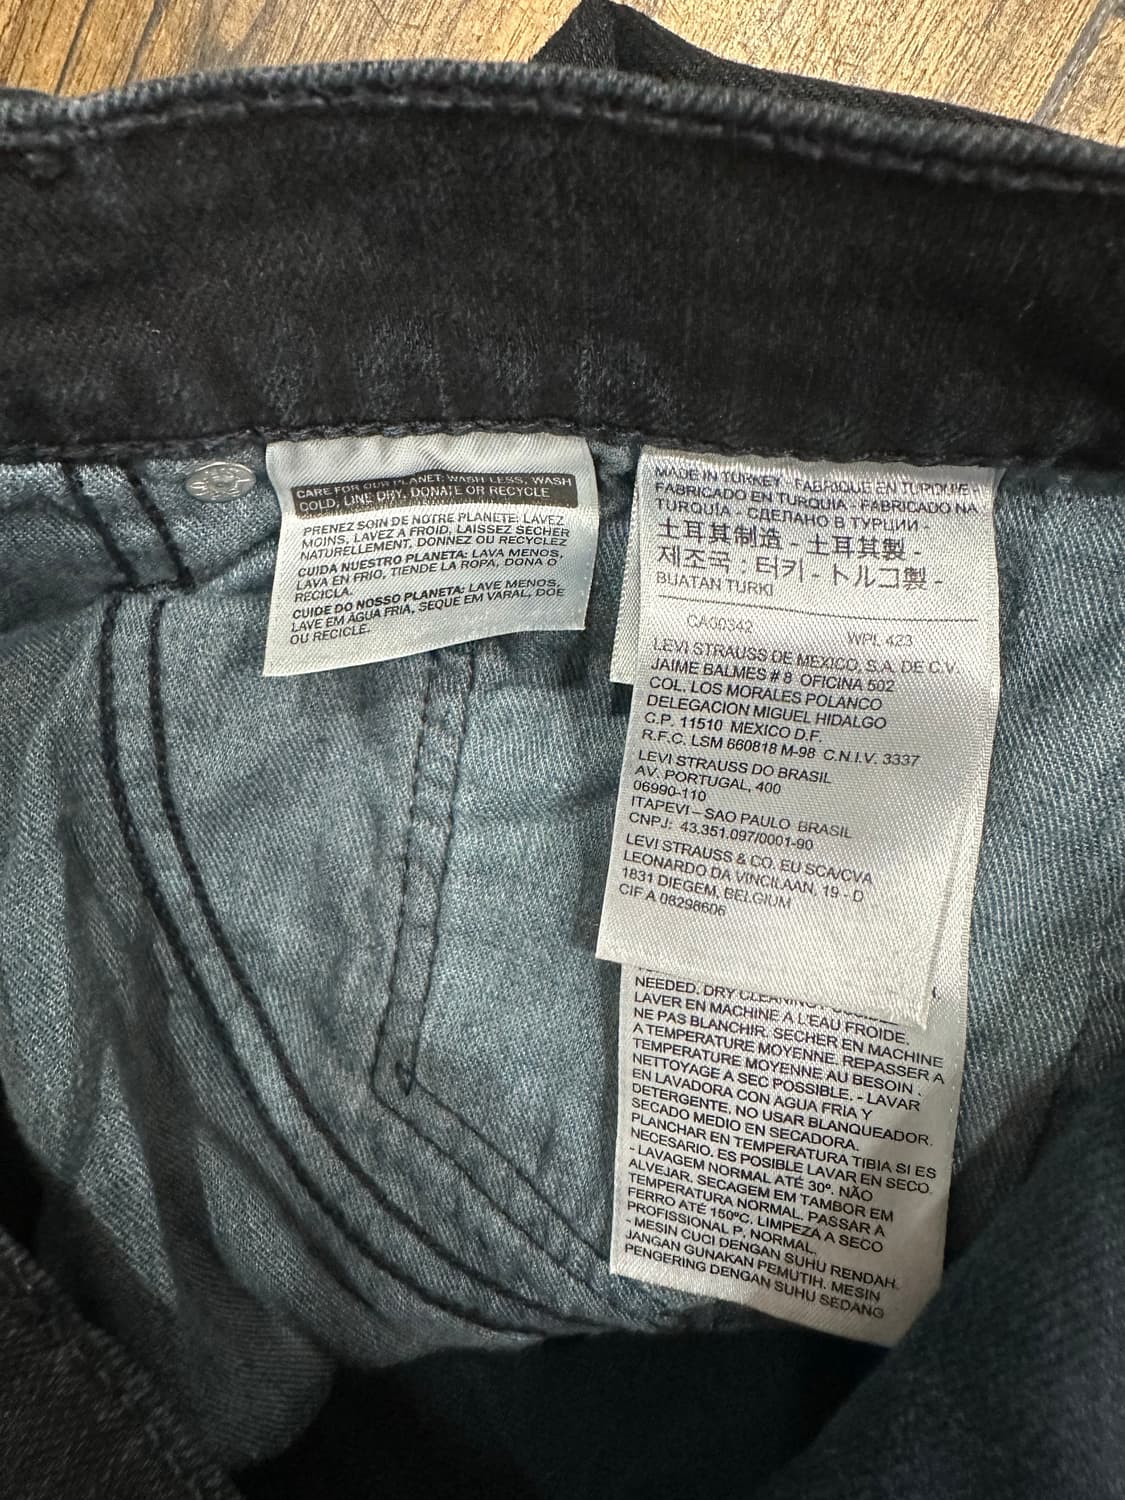 CARE FOR OUR PLANET: WASH LESS, WASH
COLD, LINE DRY, DONATE OR RECYCLE
PRENEZ SOIN DE NOTRE PLANETE: LAVEZ
MOINS, LAVEZ A FROID, LAISSEZ SECHER
NATURELLEMENT, DONNEZ OU RECYCLEZ
CUIDA NUESTRO PLANETA: LAVA MENOS,
LAVA EN FRIO, TIENDE LA ROPA, DONA O
RECICLA.
CUIDE DO NOSSO PLANETA: LAVE MENOS,
LAVE EM ÁGUA FRIA, SEQUE EM VARAL, DOE
OU RECICLE.
MADE IN TURKEY - FABRIQUE EN TURQUIE -
FABRICADO EN TURQUIA - FABRICADO NA
TURQUÍA - СДЕЛАНО В ТУРЦИИ -
土耳其制造 - 土耳其製 -
제조국 : 터키 - トルコ製 -
BUATAN TURKI
CA00342 WPL 423
LEVI STRAUSS DE MEXICO, S.A. DE C.V.
JAIME BALMES # 8 OFICINA 502
COL. LOS MORALES POLANCO
DELEGACION MIGUEL HIDALGO
C.P. 11510 MEXICO D.F.
R.F.C. LSM 660818 M-98 C.N.I.V. 3337
LEVI STRAUSS DO BRASIL
AV. PORTUGAL, 400
06990-110
ITAPEVI – SAO PAULO BRASIL
CNPJ: 43.351.097/0001-90
LEVI STRAUSS & CO. EU SCA/CVA
LEONARDO DA VINCILAAN, 19 - D
1831 DIEGEM, BELGIUM
CIF A 08298606
NEEDED. DRY CLEANING
LAVER EN MACHINE A L'EAU FROIDE.
NE PAS BLANCHIR. SECHER EN MACHINE
A TEMPERATURE MOYENNE. REPASSER A
TEMPERATURE MOYENNE AU BESOIN .
NETTOYAGE A SEC POSSIBLE. - LAVAR
EN LAVADORA CON AGUA FRIA Y
DETERGENTE, NO USAR BLANQUEADOR.
SECADO MEDIO EN SECADORA.
PLANCHAR EN TEMPERATURA TIBIA SI ES
NECESARIO. ES POSIBLE LAVAR EN SECO.
- LAVAGEM NORMAL ATÉ 30º. NÃO
ALVEJAR. SECAGEM EM TAMBOR EM
TEMPERATURA NORMAL. PASSAR A
FERRO ATÉ 150ºC. LIMPEZA A SECO
PROFISSIONAL P, NORMAL.
- MESIN CUCI DENGAN SUHU RENDAH.
JANGAN GUNAKAN PEMUTIH. MESIN
PENGERING DENGAN SUHU SEDANG